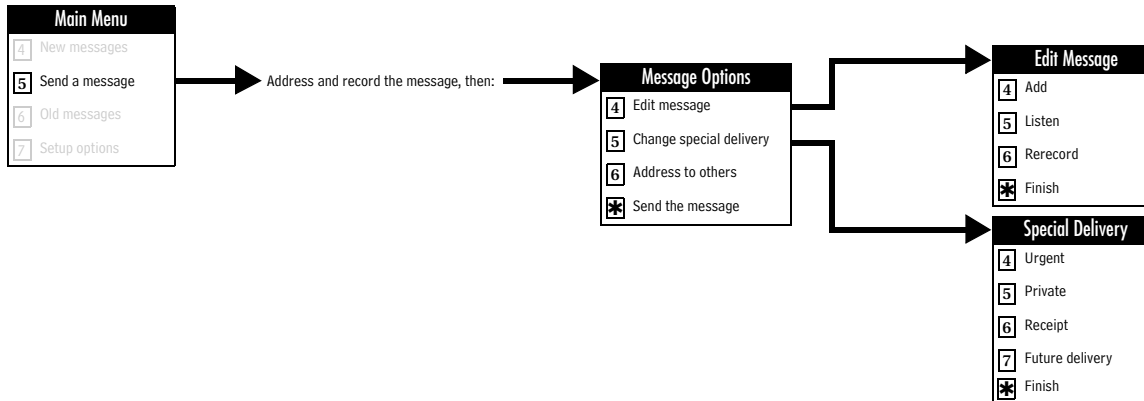 Main Menu
4 New messages
5 Send a message
6 Old messages
7 Setup options
Address and record the message, then:
Message Options
4 Edit message
5 Change special delivery
6 Address to others
✱ Send the message
Edit Message
4 Add
5 Listen
6 Rerecord
✱ Finish
Special Delivery
4 Urgent
5 Private
6 Receipt
7 Future delivery
✱ Finish